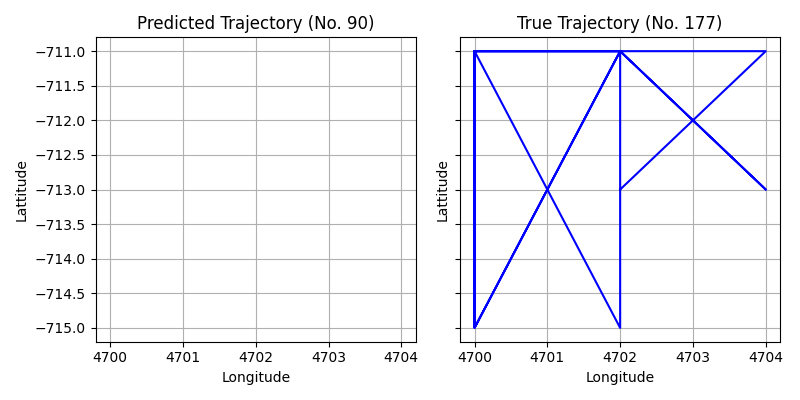 Predicted Trajectory (No. 90)
−711.0
−711.5
−712.0
−712.5
−713.0
−713.5
−714.0
−714.5
−715.0
Lattitude
4700 4701 4702 4703 4704
Longitude
True Trajectory (No. 177)
Lattitude
4700 4701 4702 4703 4704
Longitude